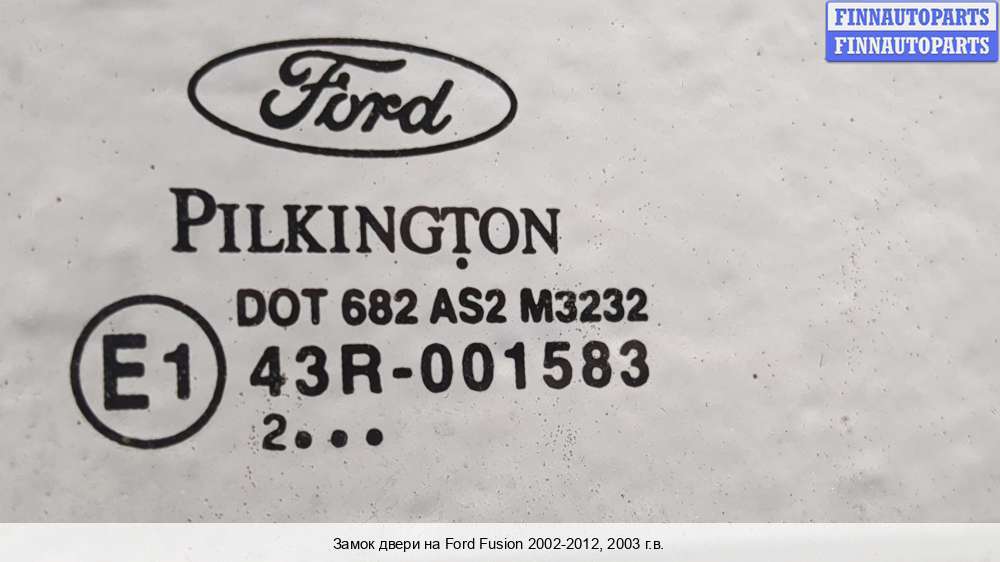 FINNAUTOPARTS
FINNAUTOPARTS
Ford
PILKINGTON
DOT 682 AS2 M3232
E1
43R-001583
2•••
Замок двери на Ford Fusion 2002-2012, 2003 г.в.